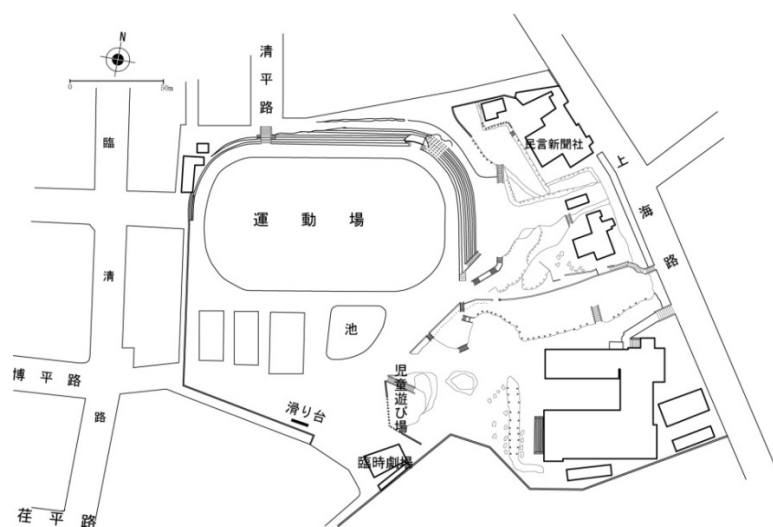 N
0
50m
清平路
臨清路
民言新聞社
上海路
運動場
池
博平路
児童遊び場
滑り台
臨時劇場
荏平路